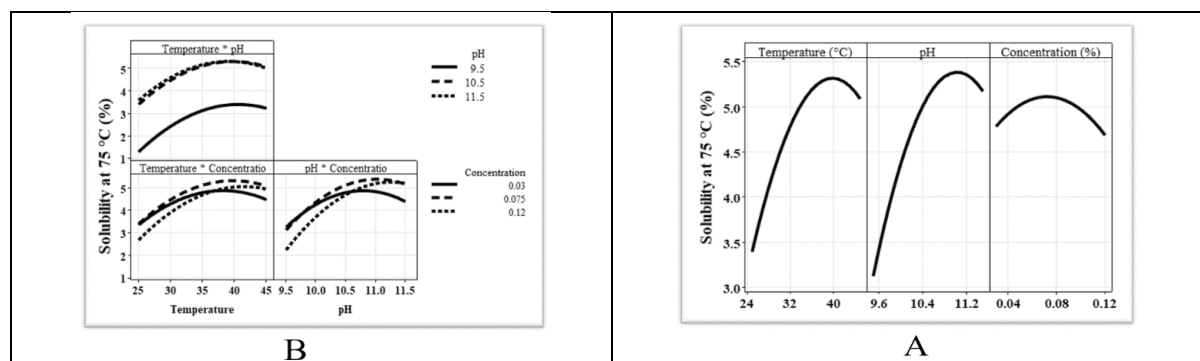 Temperature * pH
pH
9.5
10.5
11.5
5
4
3
2
1
Solubility at 75 °C (%)
Temperature * Concentratio
pH * Concentratio
Concentration
0.03
0.075
0.12
5
4
3
2
1
25 30 35 40 45 9.5 10.0 10.5 11.0 11.5
Temperature pH
B
Temperature (°C) pH Concentration (%)
5.5
5.0
4.5
4.0
3.5
3.0
Solubility at 75 °C (%)
24 32 40 9.6 10.4 11.2 0.04 0.08 0.12
A